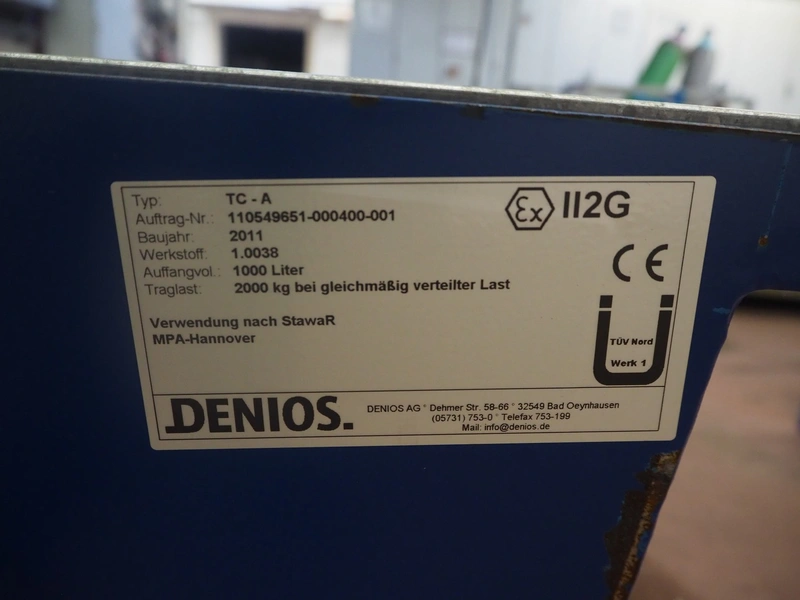 Typ: TC - A
Auftrag-Nr.: 110549651-000400-001
Baujahr: 2011
Werkstoff: 1.0038
Auffangvol.: 1000 Liter
Traglast: 2000 kg bei gleichmäßig verteilter Last
Verwendung nach StawaR
MPA-Hannover
Ex II2G
CE
TÜV Nord
Werk 1
DENIOS.
DENIOS AG ° Dehmer Str. 58-66 ° 32549 Bad Oeynhausen
(05731) 753-0 ° Telefax 753-199
Mail: info@denios.de